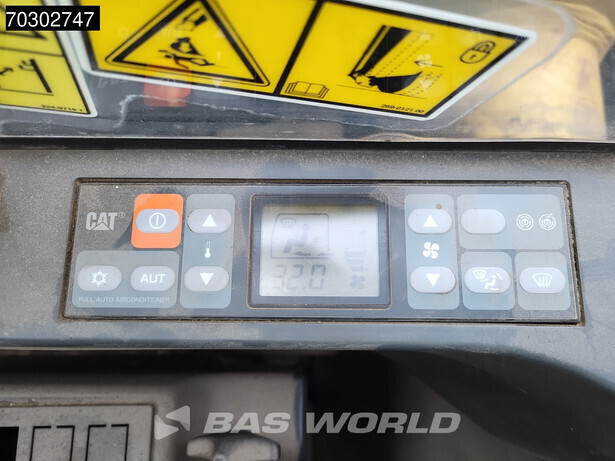 70302747
CAT®
AUT
FULL AUTO AIRCONDITIONER
32.0
BAS WORLD